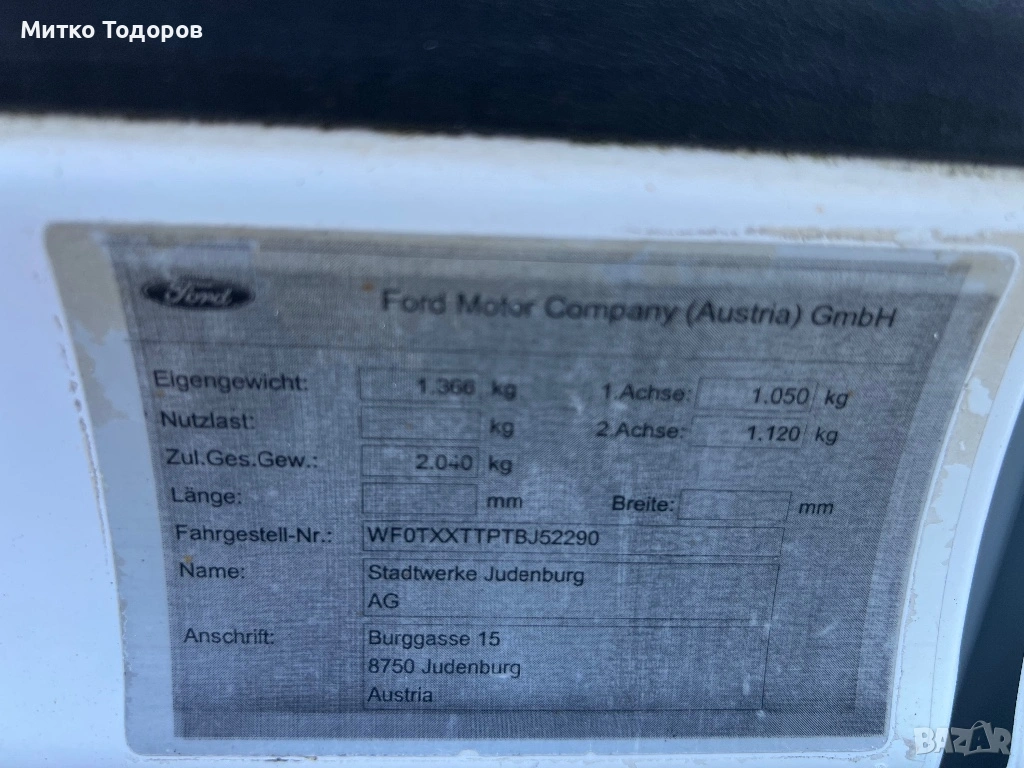 Митко Тодоров
Ford
Ford Motor Company (Austria) GmbH
Eigengewicht: 1.366 kg 1.Achse: 1.050 kg
Nutzlast: kg 2.Achse: 1.120 kg
Zul.Ges.Gew.: 2.040 kg
Länge: mm Breite: mm
Fahrgestell-Nr.: WF0TXXTTPTBJ52290
Name: Stadtwerke Judenburg
AG
Anschrift: Burggasse 15
8750 Judenburg
Austria
BAZAR